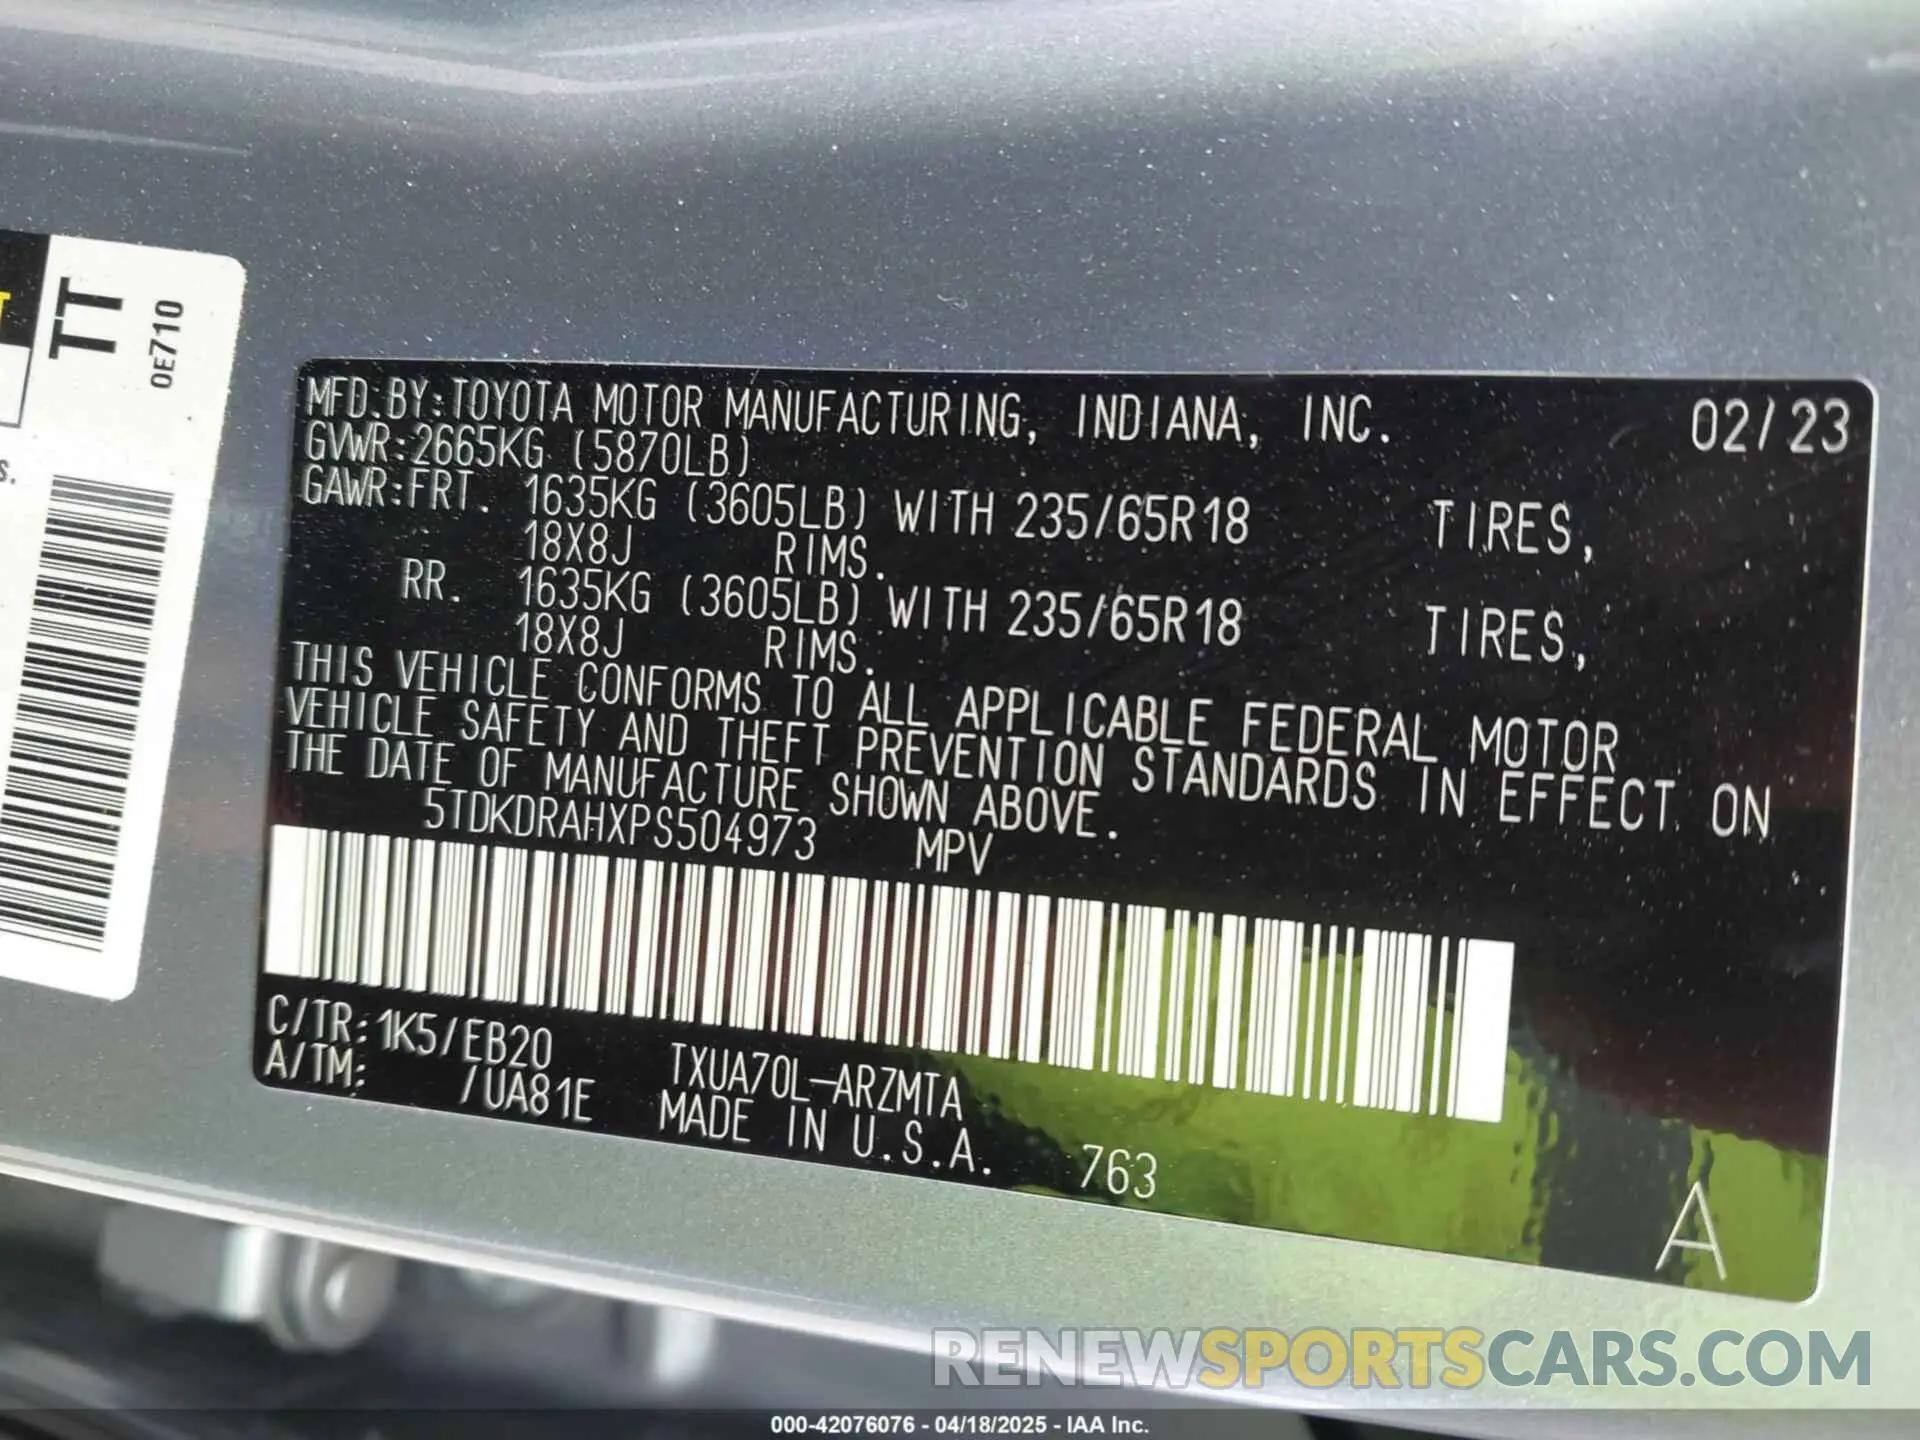 TT
0E710
S.
MFD.BY:TOYOTA MOTOR MANUFACTURING, INDIANA, INC. 02/23
GVWR:2665KG (5870LB)
GAWR:FRT. 1635KG (3605LB) WITH 235/65R18 TIRES,
18X8J RIMS.
RR. 1635KG (3605LB) WITH 235/65R18 TIRES,
18X8J RIMS.
THIS VEHICLE CONFORMS TO ALL APPLICABLE FEDERAL MOTOR
VEHICLE SAFETY AND THEFT PREVENTION STANDARDS IN EFFECT ON
THE DATE OF MANUFACTURE SHOWN ABOVE.
5TDKDRAHXPS504973 MPV
C/TR:1K5/EB20 TXUA70L-ARZMTA
A/TM: /UA81E MADE IN U.S.A. 763
A
RENEWSPORTSCARS.COM
000-42076076 - 04/18/2025 - IAA Inc.